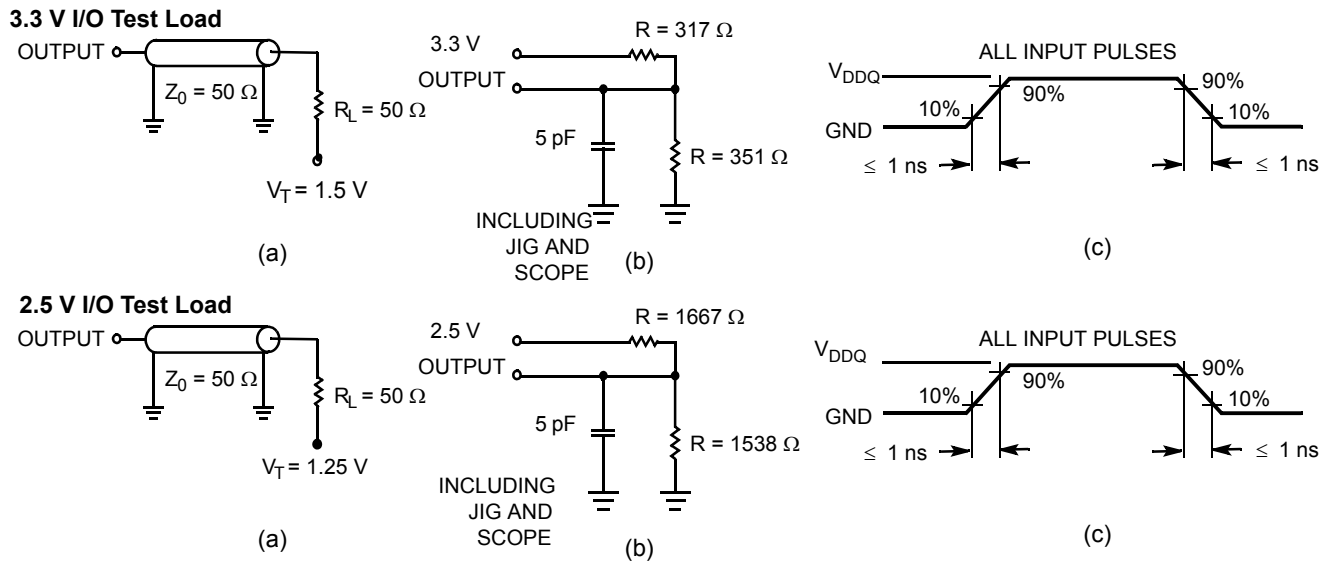 3.3 V I/O Test Load
OUTPUT
Z0 = 50 Ω
RL = 50 Ω
VT = 1.5 V
(a)
3.3 V
OUTPUT
R = 317 Ω
5 pF
R = 351 Ω
INCLUDING
JIG AND
SCOPE
(b)
ALL INPUT PULSES
VDDQ
GND
10%
90%
90%
10%
≤ 1 ns
≤ 1 ns
(c)
2.5 V I/O Test Load
OUTPUT
Z0 = 50 Ω
RL = 50 Ω
VT = 1.25 V
(a)
2.5 V
OUTPUT
R = 1667 Ω
5 pF
R = 1538 Ω
INCLUDING
JIG AND
SCOPE
(b)
ALL INPUT PULSES
VDDQ
GND
10%
90%
90%
10%
≤ 1 ns
≤ 1 ns
(c)